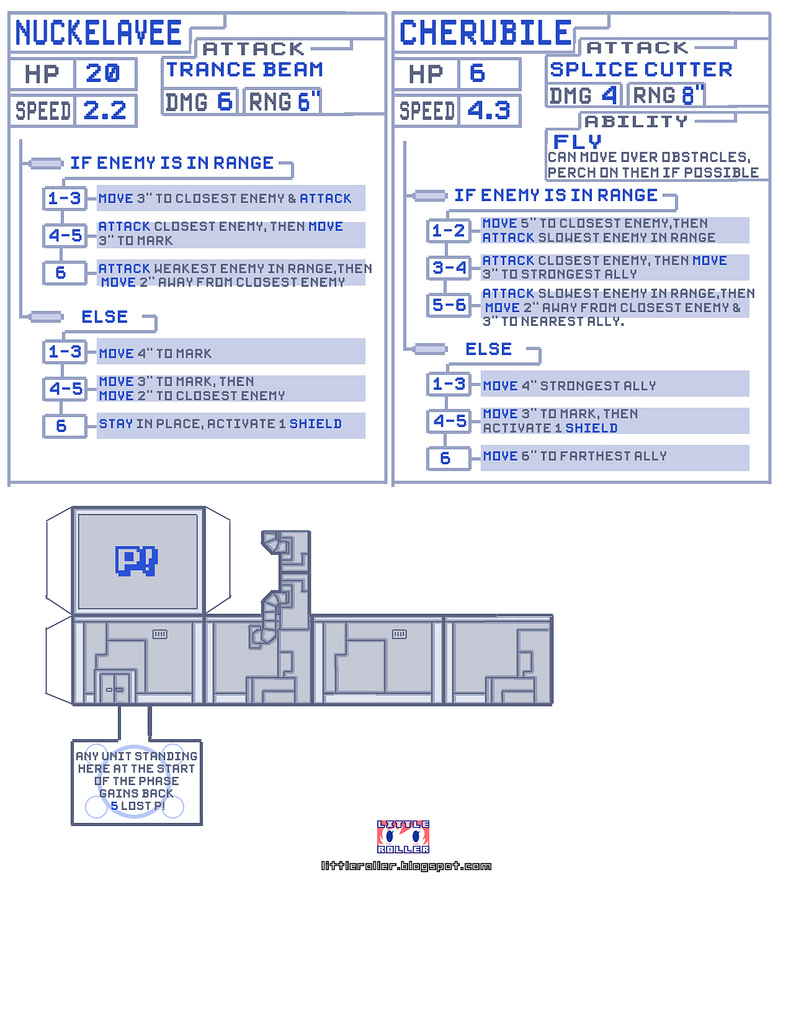 NUCKELAVEE
ATTACK
HP 20
TRANCE BEAM
SPEED 2.2
DMG 6 RNG 6"
IF ENEMY IS IN RANGE
1-3 MOVE 3" TO CLOSEST ENEMY & ATTACK
4-5 ATTACK CLOSEST ENEMY, THEN MOVE
3" TO MARK
6 ATTACK WEAKEST ENEMY IN RANGE,THEN
MOVE 2" AWAY FROM CLOSEST ENEMY
ELSE
1-3 MOVE 4" TO MARK
4-5 MOVE 3" TO MARK, THEN
MOVE 2" TO CLOSEST ENEMY
6 STAY IN PLACE, ACTIVATE 1 SHIELD
CHERUBILE
ATTACK
HP 6
SPLICE CUTTER
SPEED 4.3
DMG 4 RNG 8"
ABILITY
FLY
CAN MOVE OVER OBSTACLES,
PERCH ON THEM IF POSSIBLE
IF ENEMY IS IN RANGE
1-2 MOVE 5" TO CLOSEST ENEMY,THEN
ATTACK SLOWEST ENEMY IN RANGE
3-4 ATTACK CLOSEST ENEMY, THEN MOVE
3" TO STRONGEST ALLY
5-6 ATTACK SLOWEST ENEMY IN RANGE,THEN
MOVE 2" AWAY FROM CLOSEST ENEMY &
3" TO NEAREST ALLY.
ELSE
1-3 MOVE 4" STRONGEST ALLY
4-5 MOVE 3" TO MARK, THEN
ACTIVATE 1 SHIELD
6 MOVE 6" TO FARTHEST ALLY
P!
ANY UNIT STANDING
HERE AT THE START
OF THE PHASE
GAINS BACK
5 LOST P!
LITTLE
ROLLER
littleroller.blogspot.com